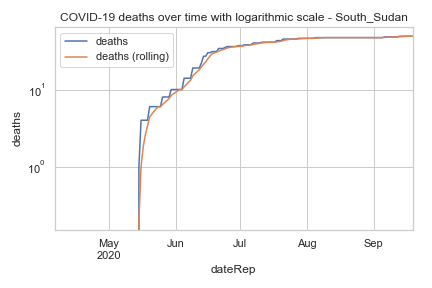 COVID-19 deaths over time with logarithmic scale - South_Sudan
deaths
deaths (rolling)
10¹
10⁰
deaths
May
2020
Jun
Jul
Aug
Sep
dateRep